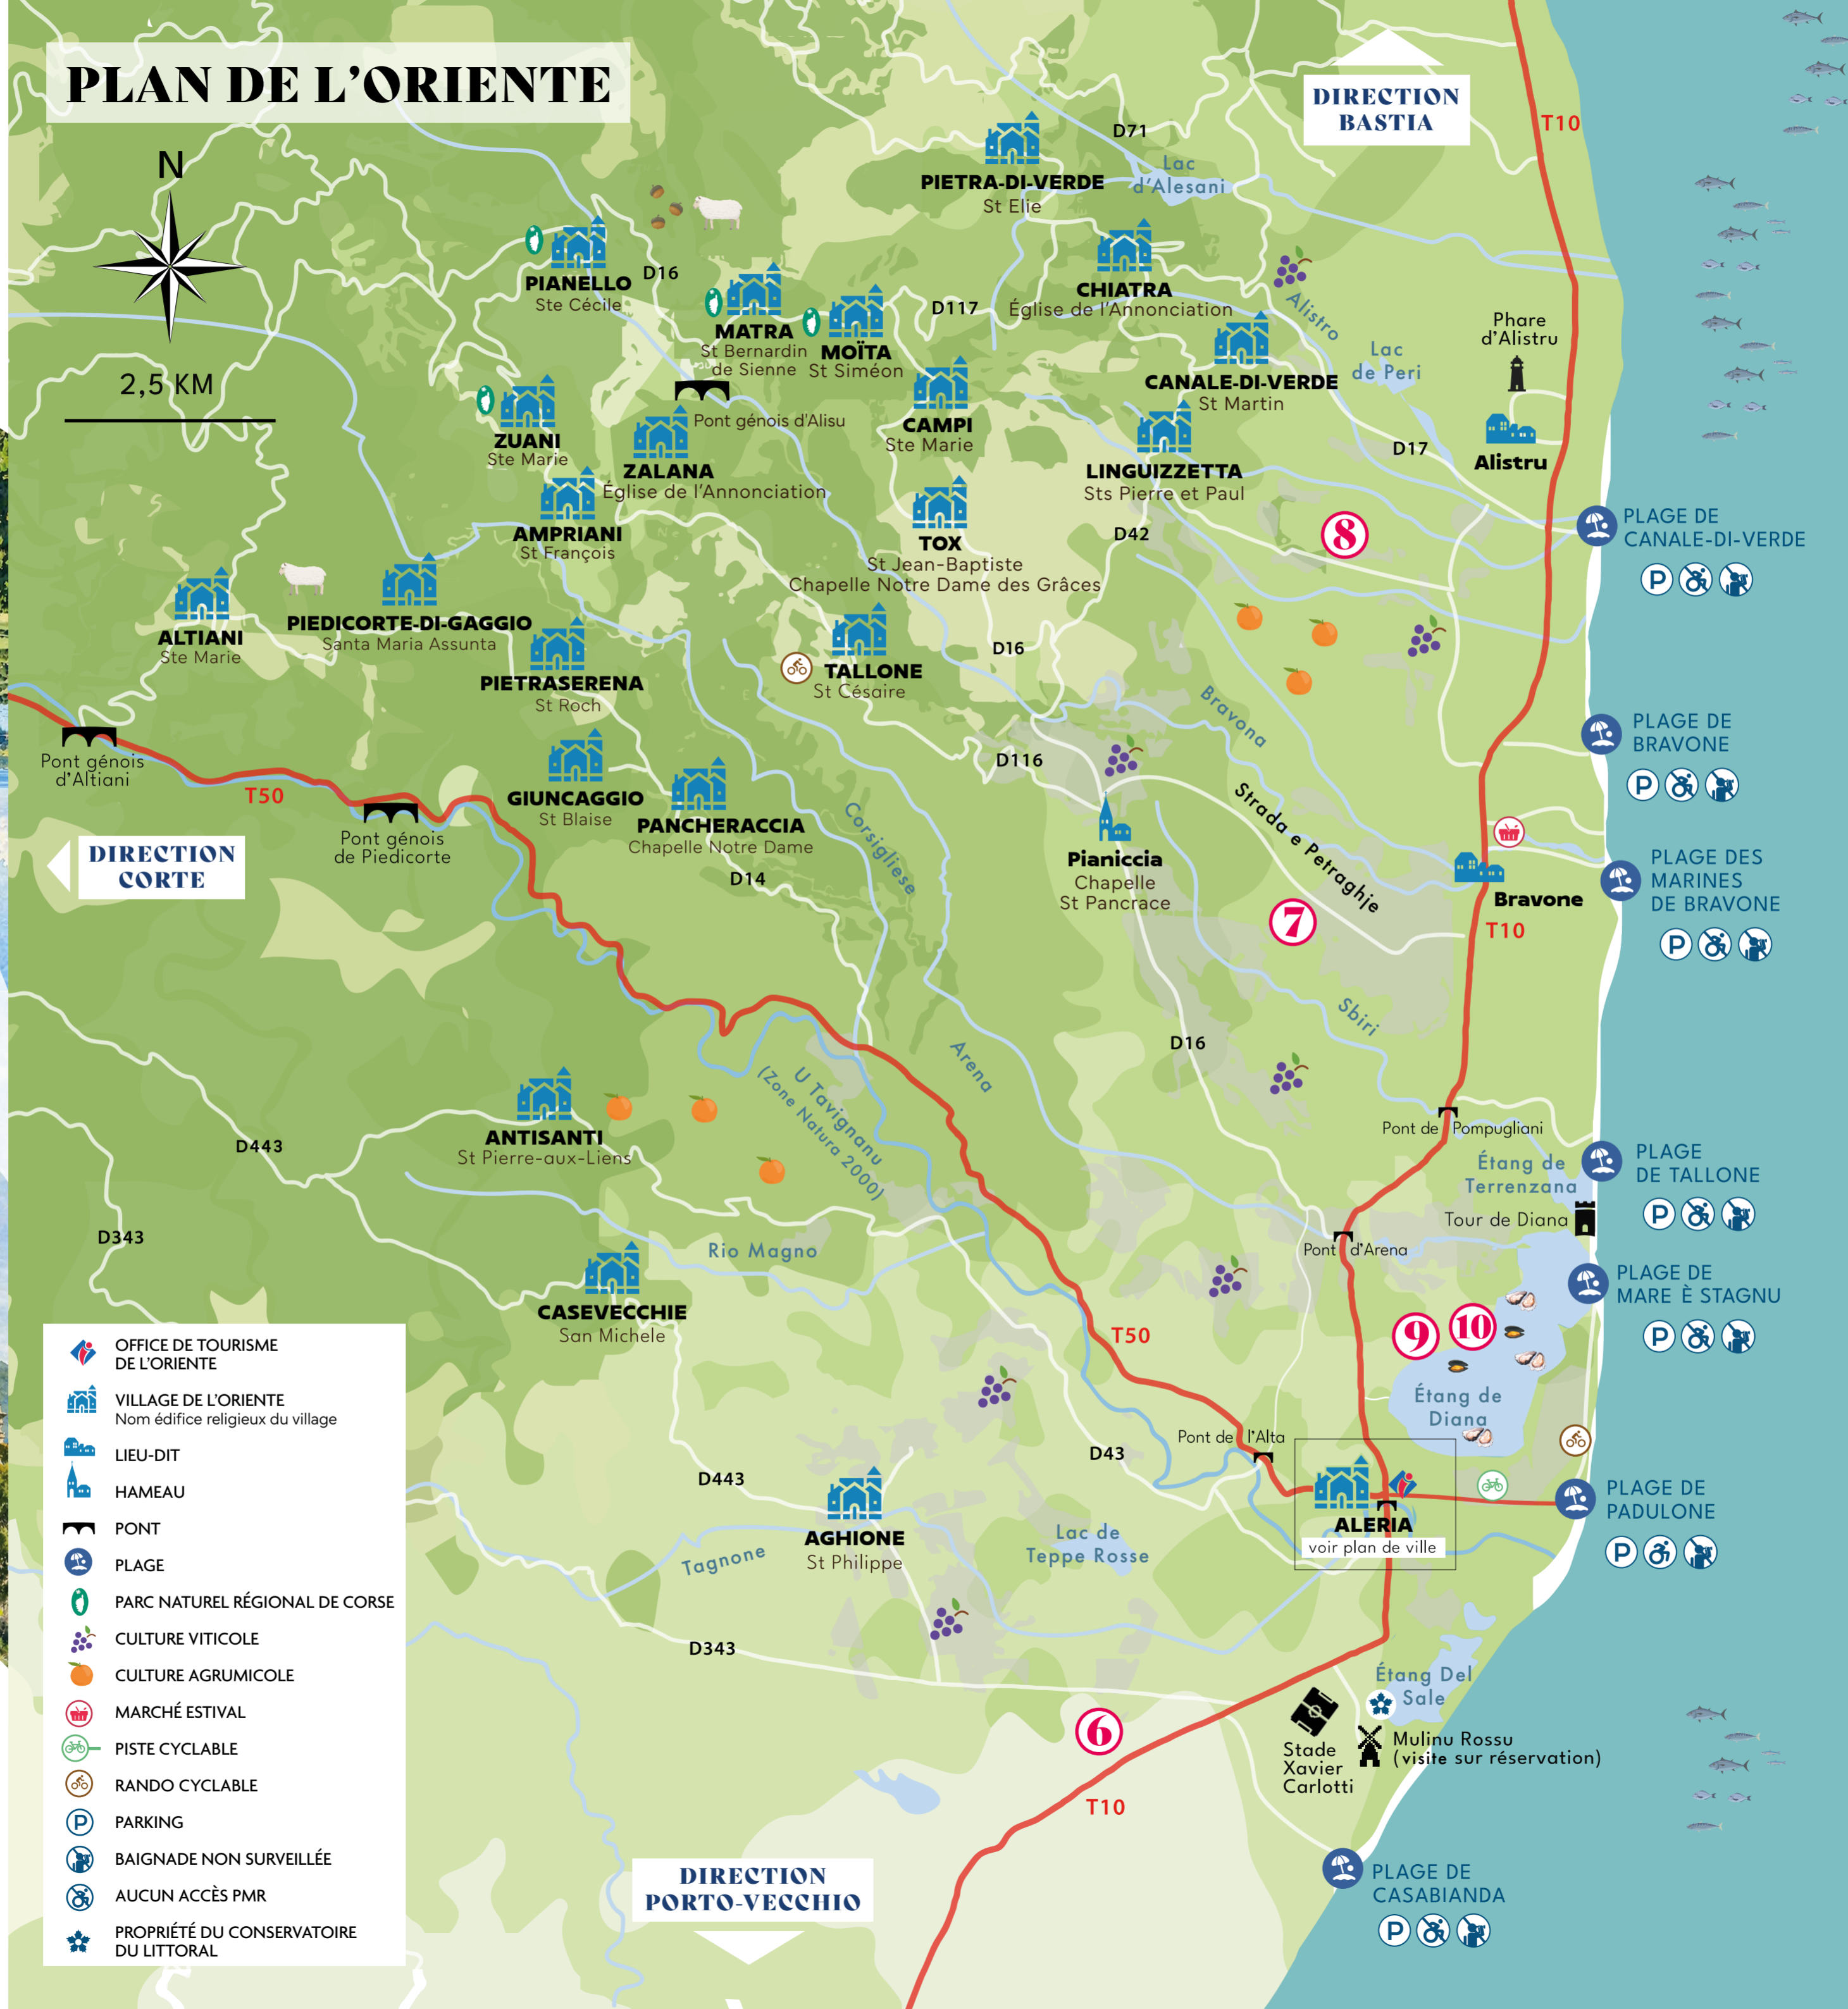 PLAN DE L'ORIENTE
N
2,5 KM
DIRECTION
BASTIA
T10
D71
Lac
d'Alesani
PIETRA-DI-VERDE
St Elie
PIANELLO
Ste Cécile
D16
MATRA
St Bernardin
de Sienne
MOÏTA
St Siméon
D117
CHIATRA
Église de l'Annonciation
Alistro
CANALE-DI-VERDE
St Martin
Lac
de Peri
Phare
d'Alistru
Alistru
D17
ZUANI
Ste Marie
Pont génois d'Alisu
ZALANA
Église de l'Annonciation
CAMPI
Ste Marie
LINGUIZZETTA
Sts Pierre et Paul
AMPRIANI
St François
TOX
St Jean-Baptiste
Chapelle Notre Dame des Grâces
D42
8
PLAGE DE
CANALE-DI-VERDE
P
ALTIANI
Ste Marie
PIEDICORTE-DI-GAGGIO
Santa Maria Assunta
PIETRASERENA
St Roch
TALLONE
St Césaire
D16
Bravona
PLAGE DE
BRAVONE
P
Pont génois
d'Altiani
T50
Pont génois
de Piedicorte
DIRECTION
CORTE
GIUNCAGGIO
St Blaise
PANCHERACCIA
Chapelle Notre Dame
D14
Corsigliese
D116
Strada e Petraghje
Pianiccia
Chapelle
St Pancrace
7
Bravone
T10
PLAGE DES
MARINES
DE BRAVONE
P
Sbiri
D16
Arena
U Tavignanu
(Zone Natura 2000)
ANTISANTI
St Pierre-aux-Liens
D443
D343
Pont de Pompugliani
Étang de
Terrenzana
PLAGE
DE TALLONE
P
Tour de Diana
Pont d'Arena
Rio Magno
CASEVECCHIE
San Michele
PLAGE DE
MARE È STAGNU
P
9
10
Étang de
Diana
T50
D43
Pont de l'Alta
ALERIA
voir plan de ville
PLAGE DE
PADULONE
P
D443
AGHIONE
St Philippe
Tagnone
Lac de
Teppe Rosse
D343
6
T10
Étang Del
Sale
Stade
Xavier
Carlotti
Mulinu Rossu
(visite sur réservation)
DIRECTION
PORTO-VECCHIO
PLAGE DE
CASABIANDA
P
OFFICE DE TOURISME
DE L'ORIENTE
VILLAGE DE L'ORIENTE
Nom édifice religieux du village
LIEU-DIT
HAMEAU
PONT
PLAGE
PARC NATUREL RÉGIONAL DE CORSE
CULTURE VITICOLE
CULTURE AGRUMICOLE
MARCHÉ ESTIVAL
PISTE CYCLABLE
RANDO CYCLABLE
P
PARKING
BAIGNADE NON SURVEILLÉE
AUCUN ACCÈS PMR
PROPRIÉTÉ DU CONSERVATOIRE
DU LITTORAL